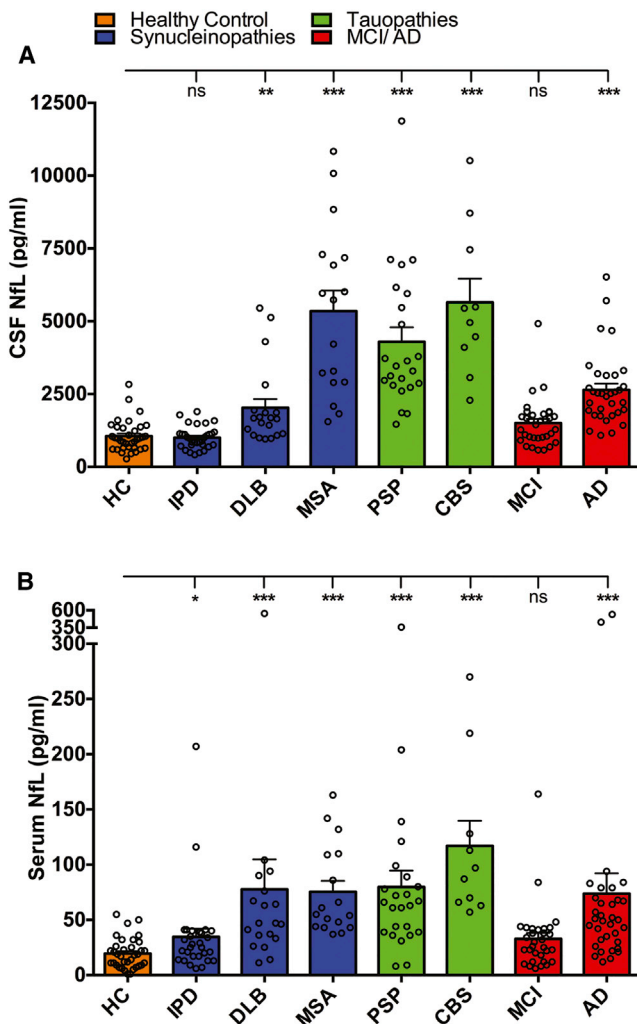 Healthy Control Tauopathies
Synucleinopathies MCI/ AD
A
ns ** *** *** *** ns ***
12500
10000
7500
5000
2500
0
CSF NfL (pg/ml)
HC IPD DLB MSA PSP CBS MCI AD
B
* *** *** *** *** ns ***
600
350
300
250
200
150
100
50
0
Serum NfL (pg/ml)
HC IPD DLB MSA PSP CBS MCI AD